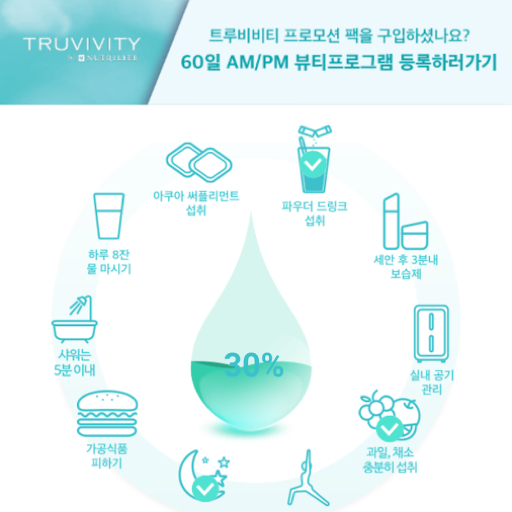 TRUVIVITY
BY NUTRILITE
트루비비티 프로모션 팩을 구입하셨나요?
60일 AM/PM 뷰티프로그램 등록하러가기
아쿠아 써플리먼트
섭취
파우더 드링크
섭취
하루 8잔
물 마시기
세안 후 3분내
보습제
샤워는
5분 이내
30%
실내 공기
관리
가공식품
피하기
과일, 채소
충분히 섭취